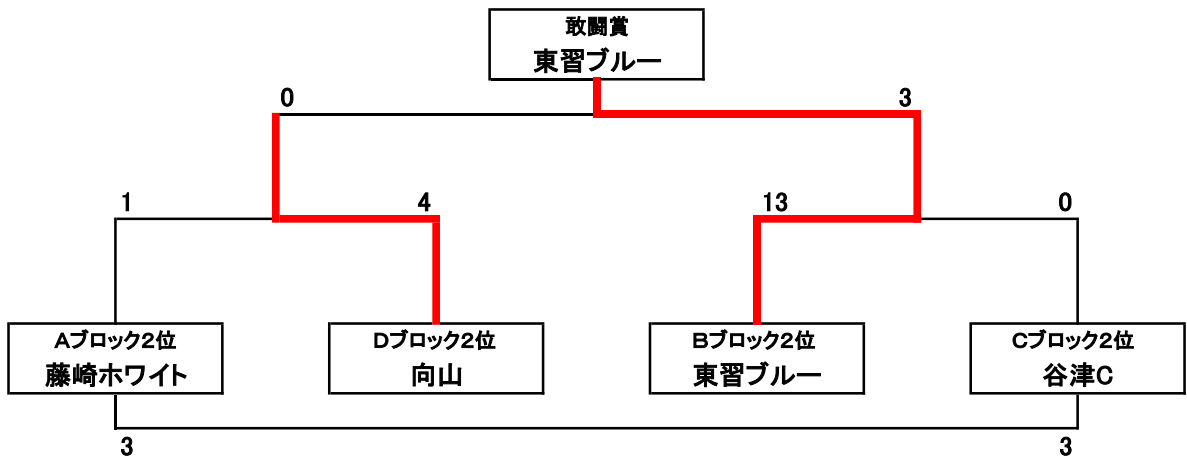 敢闘賞
東習ブルー
0
3
1
4
13
0
Aブロック2位
藤崎ホワイト
Dブロック2位
向山
Bブロック2位
東習ブルー
Cブロック2位
谷津C
3
3